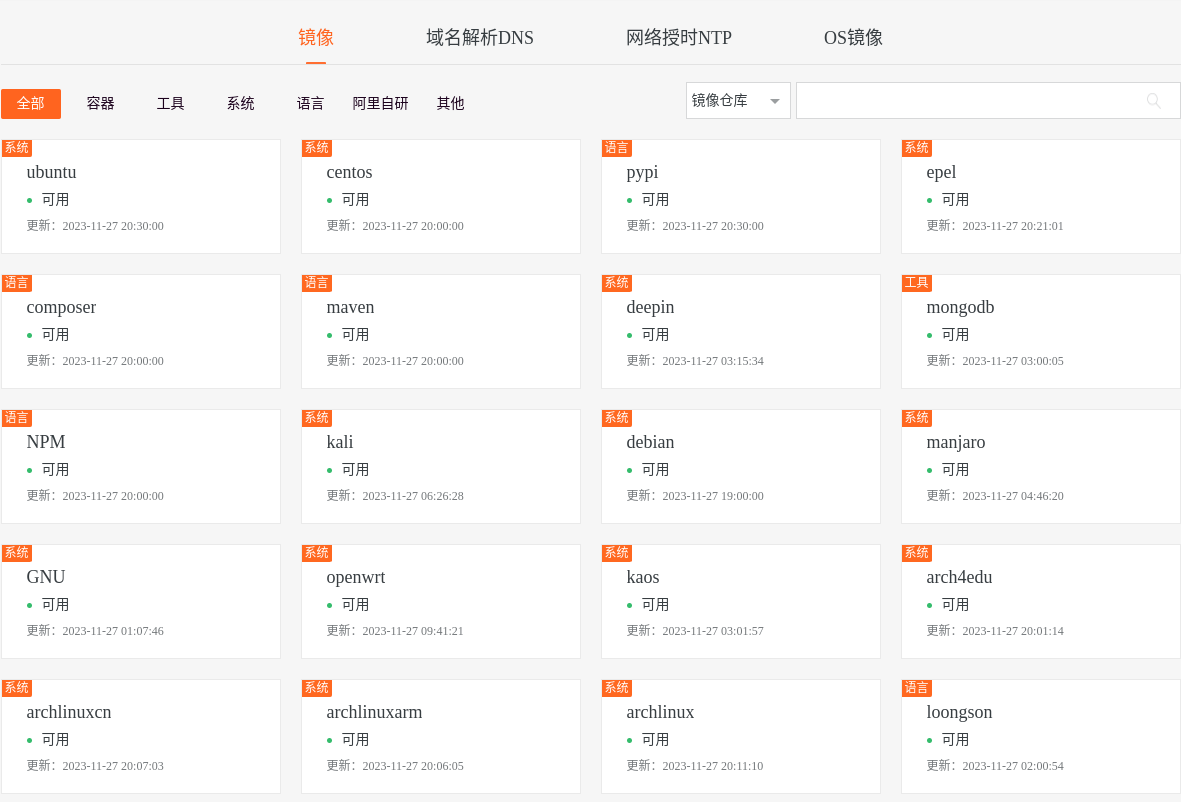 镜像 域名解析DNS 网络授时NTP OS镜像
全部 容器 工具 系统 语言 阿里自研 其他 镜像仓库
系统 系统 语言 系统
ubuntu centos pypi epel
可用 可用 可用 可用
更新：2023-11-27 20:30:00 更新：2023-11-27 20:00:00 更新：2023-11-27 20:30:00 更新：2023-11-27 20:21:01
语言 语言 系统 工具
composer maven deepin mongodb
可用 可用 可用 可用
更新：2023-11-27 20:00:00 更新：2023-11-27 20:00:00 更新：2023-11-27 03:15:34 更新：2023-11-27 03:00:05
语言 系统 系统 系统
NPM kali debian manjaro
可用 可用 可用 可用
更新：2023-11-27 20:00:00 更新：2023-11-27 06:26:28 更新：2023-11-27 19:00:00 更新：2023-11-27 04:46:20
系统 系统 系统 系统
GNU openwrt kaos arch4edu
可用 可用 可用 可用
更新：2023-11-27 01:07:46 更新：2023-11-27 09:41:21 更新：2023-11-27 03:01:57 更新：2023-11-27 20:01:14
系统 系统 系统 语言
archlinuxcn archlinuxarm archlinux loongson
可用 可用 可用 可用
更新：2023-11-27 20:07:03 更新：2023-11-27 20:06:05 更新：2023-11-27 20:11:10 更新：2023-11-27 02:00:54